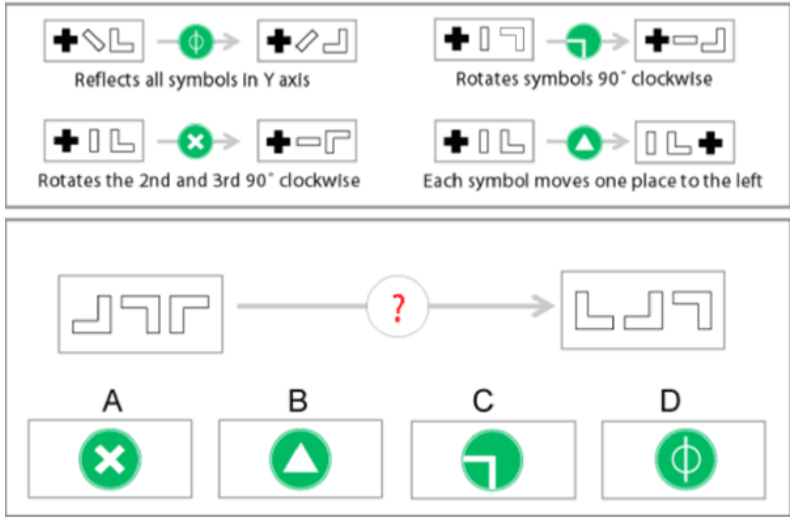 Reflects all symbols in Y axis
Rotates symbols 90° clockwise
Rotates the 2nd and 3rd 90° clockwise
Each symbol moves one place to the left
?
A
B
C
D